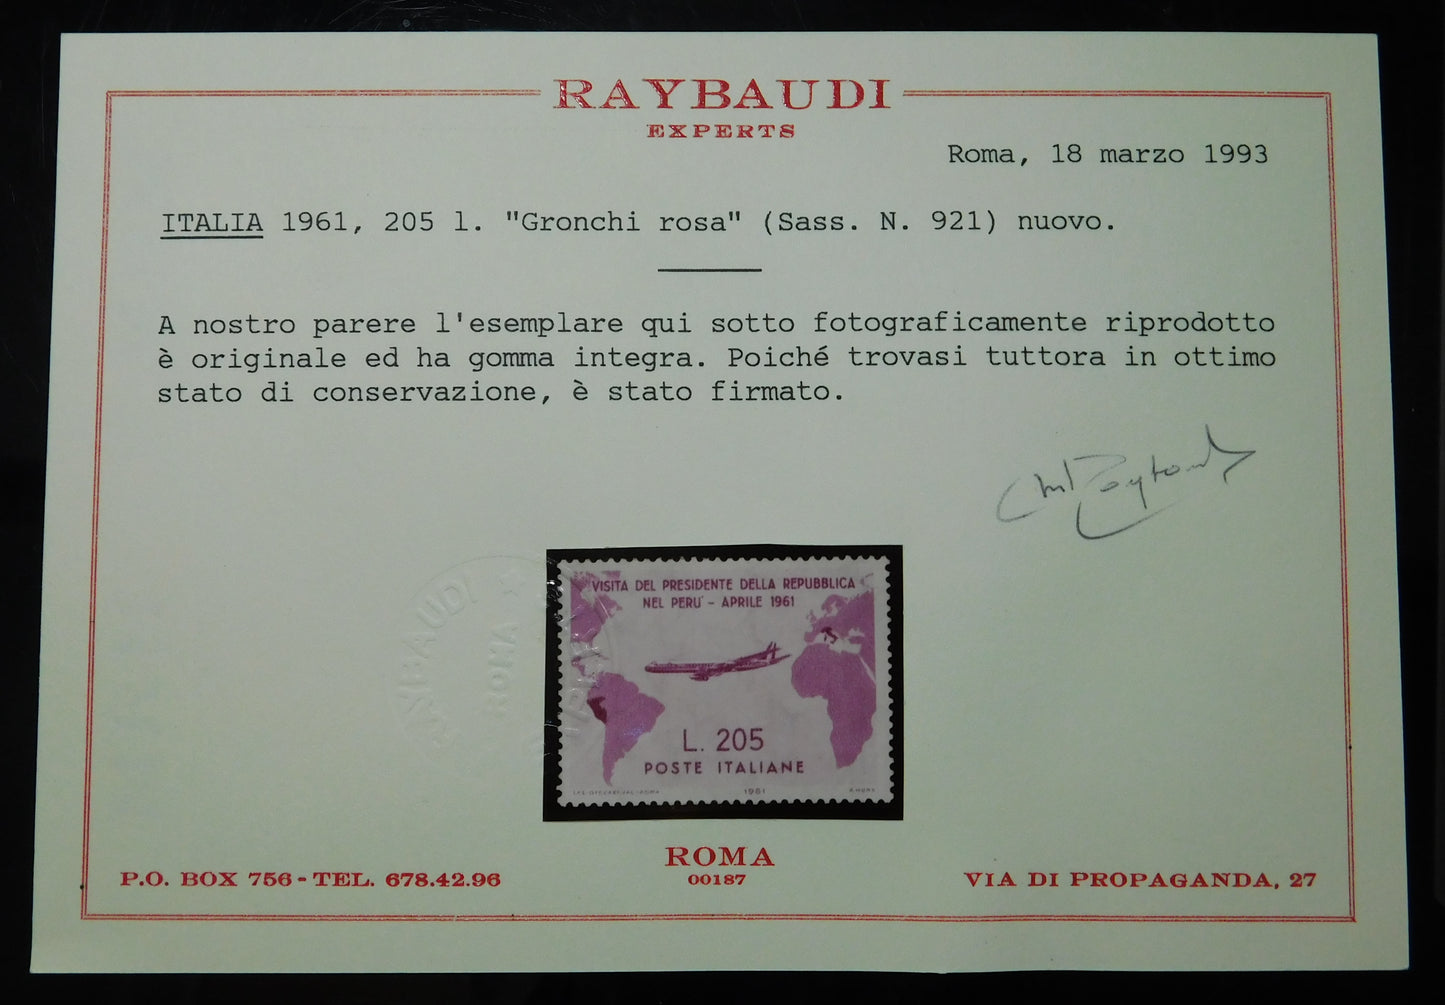 RAYBAUDI
EXPERTS
Roma, 18 marzo 1993
ITALIA 1961, 205 l. "Gronchi rosa" (Sass. N. 921) nuovo.
A nostro parere l'esemplare qui sotto fotograficamente riprodotto
è originale ed ha gomma integra. Poiché trovasi tuttora in ottimo
stato di conservazione, è stato firmato.
RAYBAUDI
ROMA
VISITA DEL PRESIDENTE DELLA REPUBBLICA
NEL PERU' - APRILE 1961
L. 205
POSTE ITALIANE
1961
ROMA
00187
P.O. BOX 756 - TEL. 678.42.96
VIA DI PROPAGANDA, 27